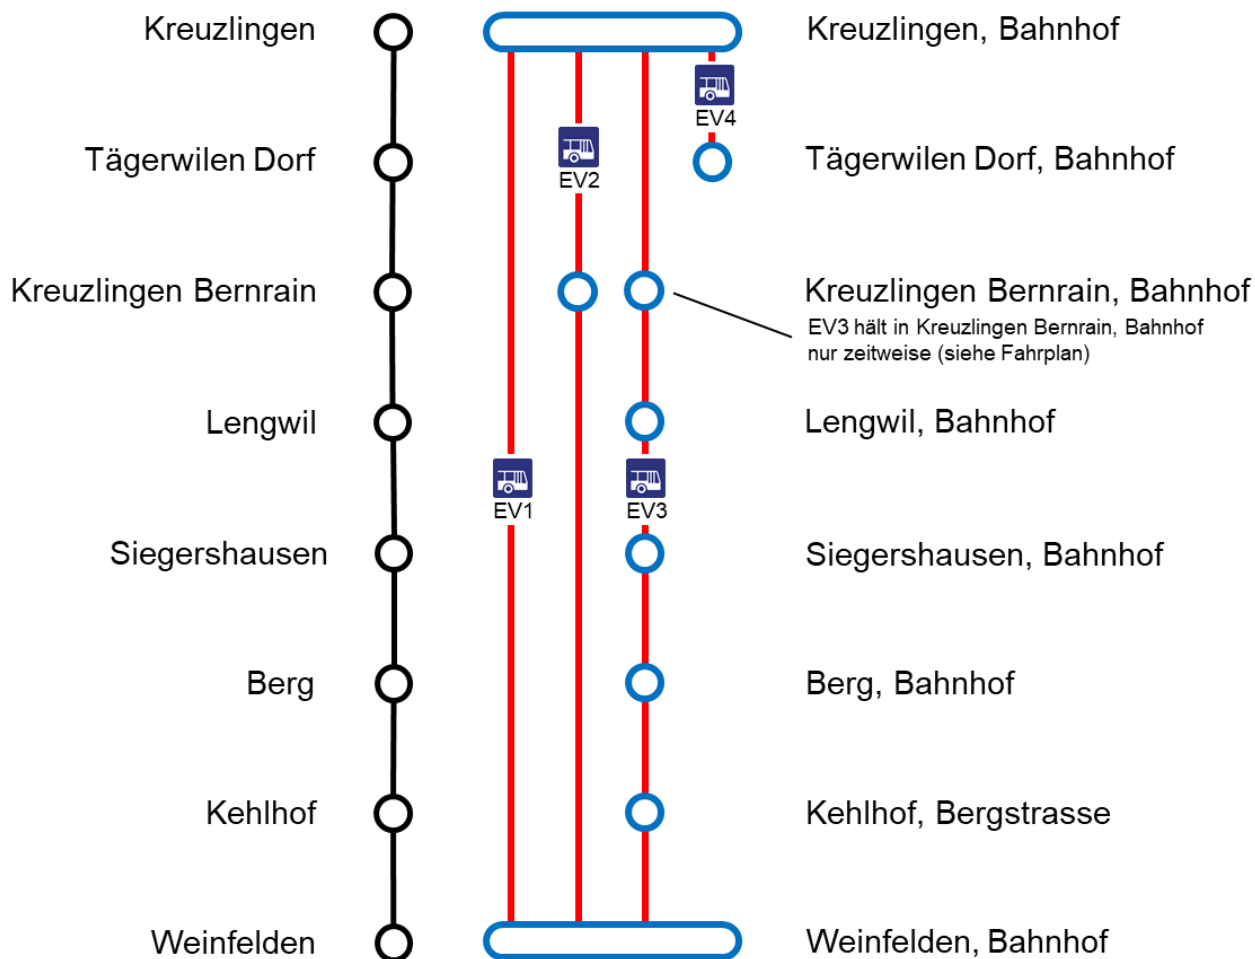 Kreuzlingen
Kreuzlingen, Bahnhof
EV4
Tägerwilen Dorf
Tägerwilen Dorf, Bahnhof
EV2
Kreuzlingen Bernrain
Kreuzlingen Bernrain, Bahnhof
EV3 hält in Kreuzlingen Bernrain, Bahnhof
nur zeitweise (siehe Fahrplan)
Lengwil
Lengwil, Bahnhof
EV1
EV3
Siegershausen
Siegershausen, Bahnhof
Berg
Berg, Bahnhof
Kehlhof
Kehlhof, Bergstrasse
Weinfelden
Weinfelden, Bahnhof